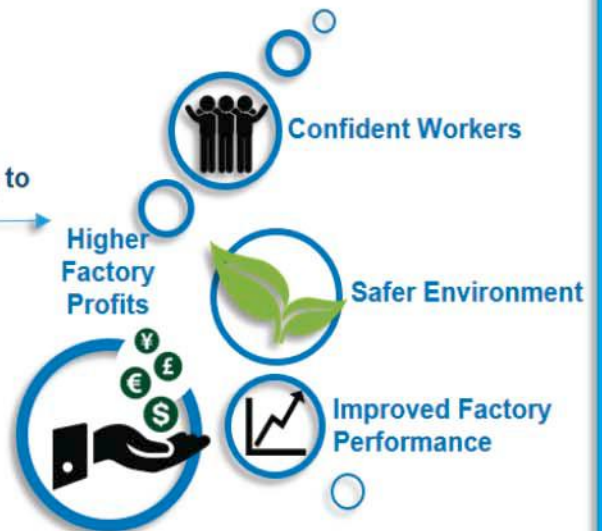 Confident Workers
to
Higher
Factory
Profits
Safer Environment
¥
£
€
$
Improved Factory
Performance